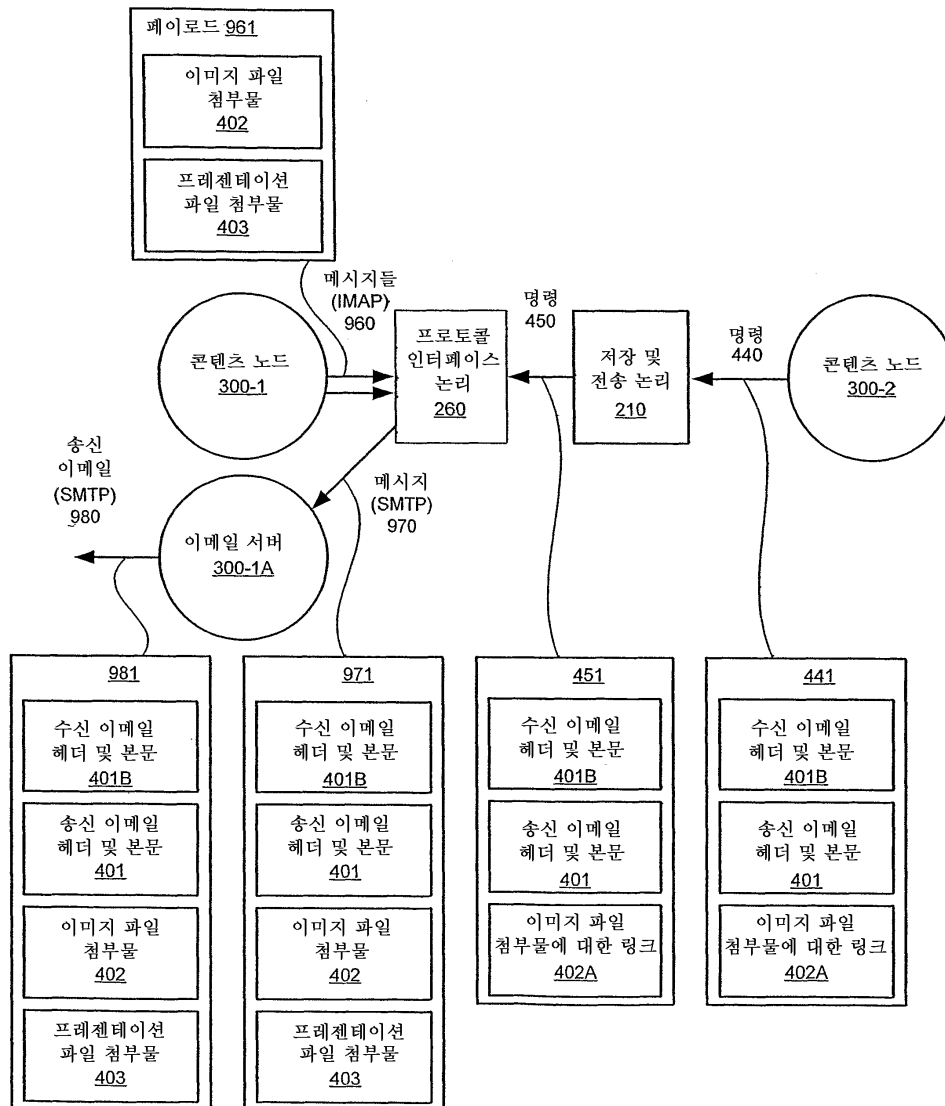 페이로드 961
이미지 파일
첨부물
402
프레젠테이션
파일 첨부물
403
메시지들
(IMAP)
960
명령
450
명령
440
콘텐츠 노드
300-1
프로토콜
인터페이스
논리
260
저장 및
전송 논리
210
콘텐츠 노드
300-2
송신
이메일
(SMTP)
980
메시지
(SMTP)
970
이메일 서버
300-1A
981
수신 이메일
헤더 및 본문
401B
송신 이메일
헤더 및 본문
401
이미지 파일
첨부물
402
프레젠테이션
파일 첨부물
403
971
수신 이메일
헤더 및 본문
401B
송신 이메일
헤더 및 본문
401
이미지 파일
첨부물
402
프레젠테이션
파일 첨부물
403
451
수신 이메일
헤더 및 본문
401B
송신 이메일
헤더 및 본문
401
이미지 파일
첨부물에 대한 링크
402A
441
수신 이메일
헤더 및 본문
401B
송신 이메일
헤더 및 본문
401
이미지 파일
첨부물에 대한 링크
402A